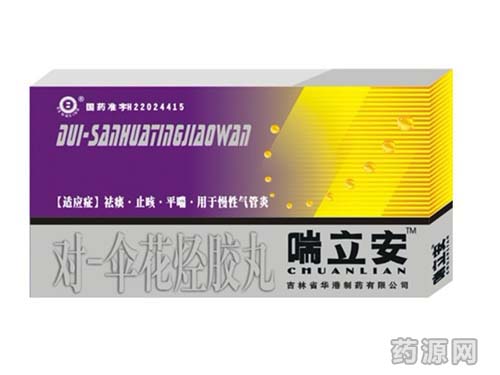 ® 国药准字H22024415
DUI-SANHUATINGJIAOWAN
【适应症】祛痰·止咳·平喘·用于慢性气管炎
对-伞花烃胶丸
喘立安™
CHUANLIAN
吉林省华港制药有限公司
药源网